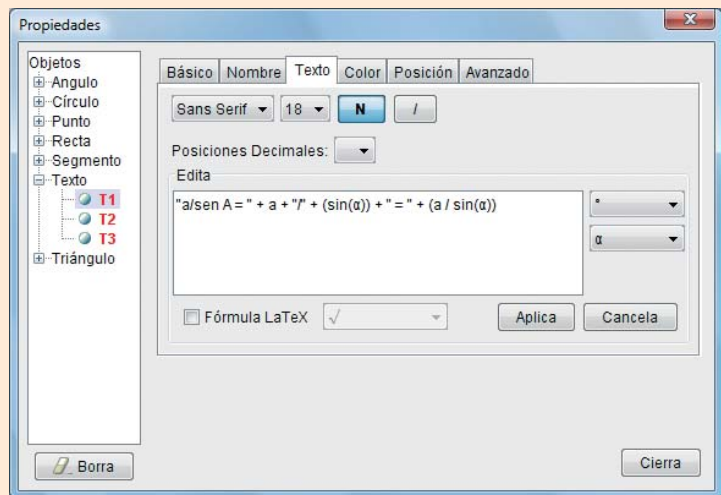 Propiedades
Objetos
Angulo
Círculo
Punto
Recta
Segmento
Texto
T1
T2
T3
Triángulo
Borra
Básico Nombre Texto Color Posición Avanzado
Sans Serif 18 N /
Posiciones Decimales:
Edita
"a/sen A = " + a + "/" + (sin(α)) + " = " + (a / sin(α))
°
α
Fórmula LaTeX √ Aplica Cancela
Cierra